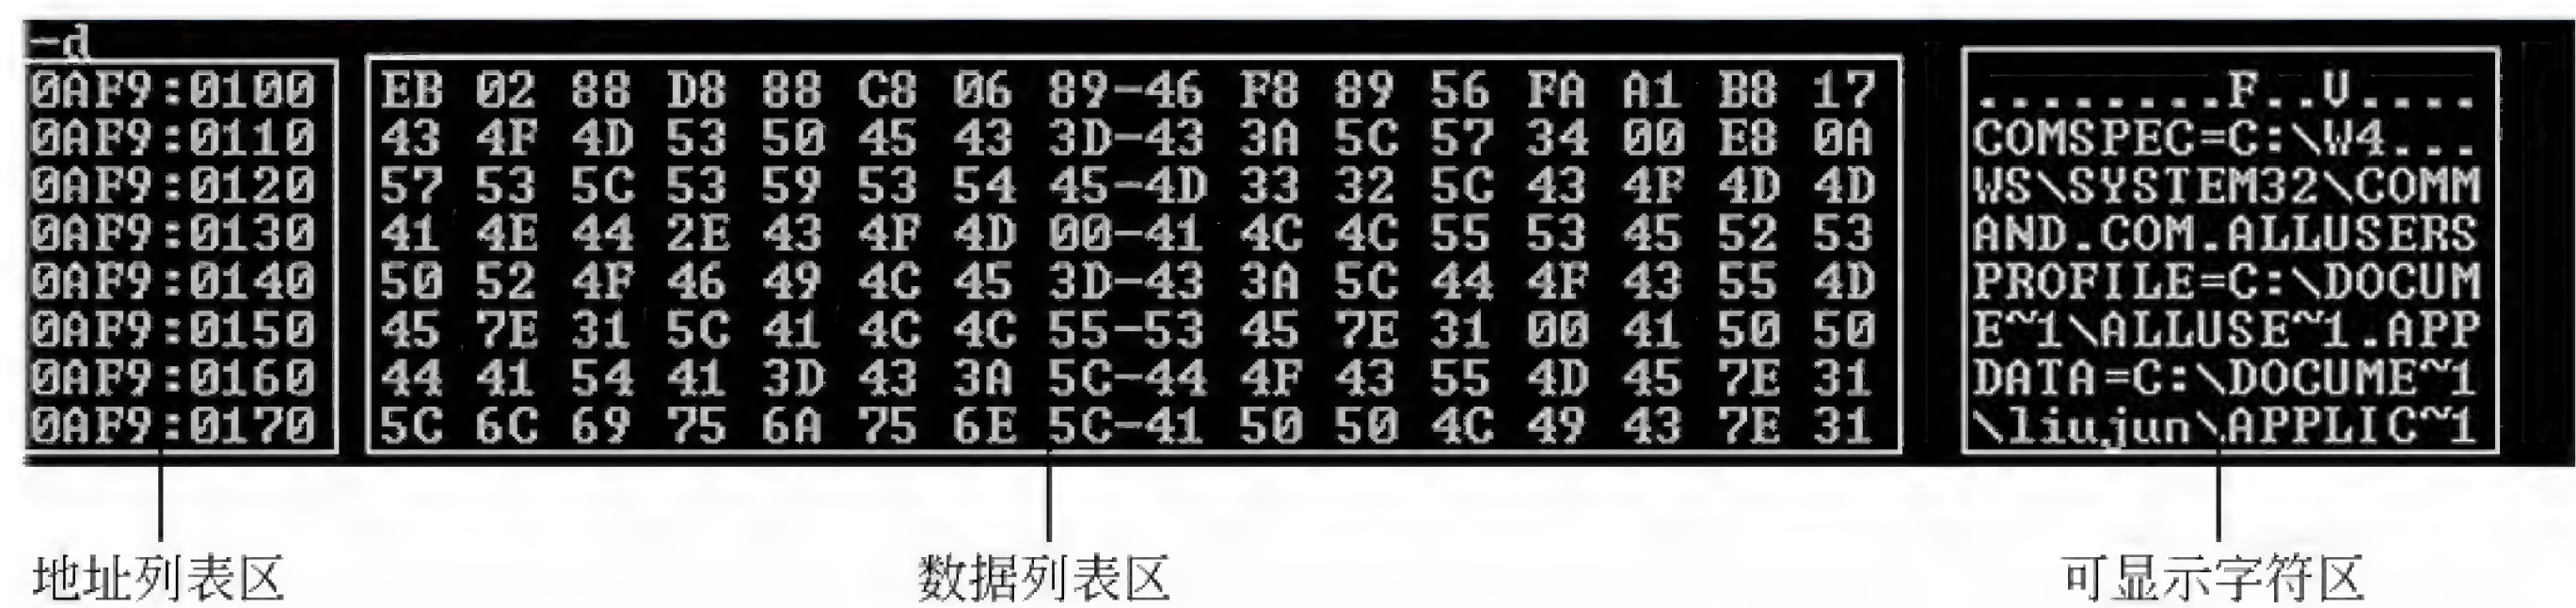 -d
0AF9:0100 EB 02 88 D8 88 C8 06 89-46 F8 89 56 FA A1 B8 17 ........F..V....
0AF9:0110 43 4F 4D 53 50 45 43 3D-43 3A 5C 57 34 00 E8 0A COMSPEC=C:\W4...
0AF9:0120 57 53 5C 53 59 53 54 45-4D 33 32 5C 43 4F 4D 4D WS\SYSTEM32\COMM
0AF9:0130 41 4E 44 2E 43 4F 4D 00-41 4C 4C 55 53 45 52 53 AND.COM.ALLUSERS
0AF9:0140 50 52 4F 46 49 4C 45 3D-43 3A 5C 44 4F 43 55 4D PROFILE=C:\DOCUM
0AF9:0150 45 7E 31 5C 41 4C 4C 55-53 45 7E 31 00 41 50 50 E~1\ALLUSE~1.APP
0AF9:0160 44 41 54 41 3D 43 3A 5C-44 4F 43 55 4D 45 7E 31 DATA=C:\DOCUME~1
0AF9:0170 5C 6C 69 75 6A 75 6E 5C-41 50 50 4C 49 43 7E 31 \liujun\APPLIC~1
地址列表区 数据列表区 可显示字符区